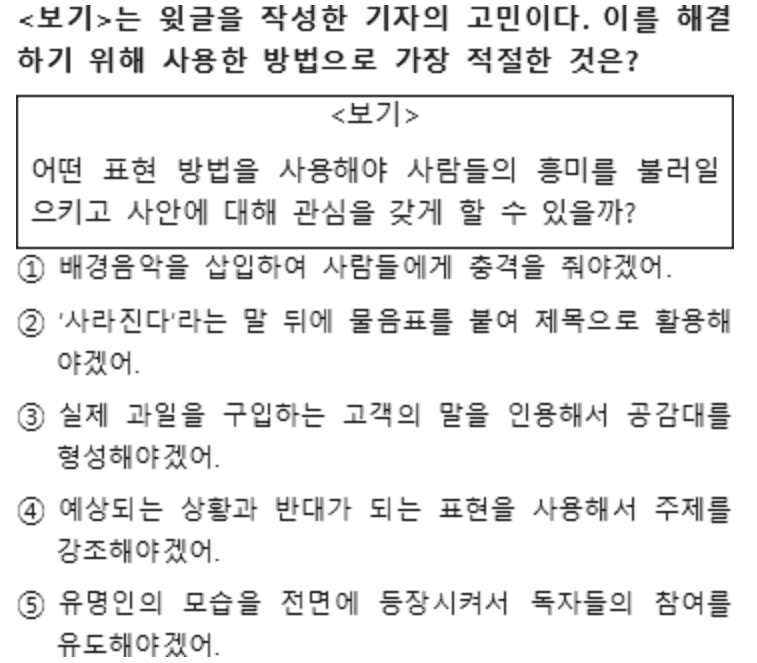 <보기>는 윗글을 작성한 기자의 고민이다. 이를 해결
하기 위해 사용한 방법으로 가장 적절한 것은?
<보기>
어떤 표현 방법을 사용해야 사람들의 흥미를 불러일
으키고 사안에 대해 관심을 갖게 할 수 있을까?
① 배경음악을 삽입하여 사람들에게 충격을 줘야겠어.
② '사라진다'라는 말 뒤에 물음표를 붙여 제목으로 활용해
야겠어.
③ 실제 과일을 구입하는 고객의 말을 인용해서 공감대를
형성해야겠어.
④ 예상되는 상황과 반대가 되는 표현을 사용해서 주제를
강조해야겠어.
⑤ 유명인의 모습을 전면에 등장시켜서 독자들의 참여를
유도해야겠어.